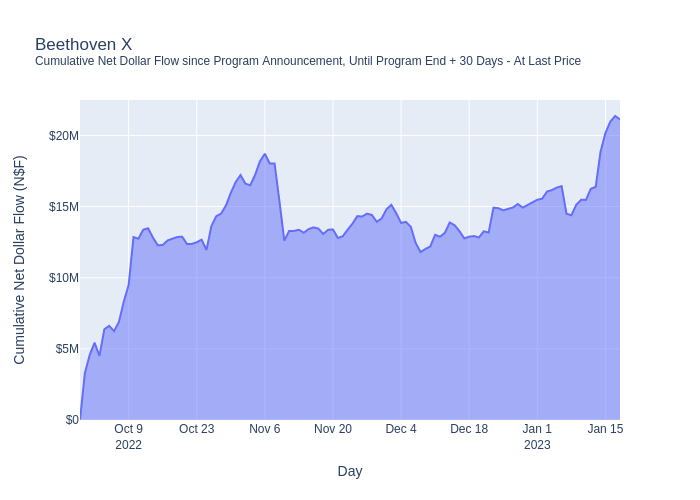 Beethoven X
Cumulative Net Dollar Flow since Program Announcement, Until Program End + 30 Days - At Last Price
Cumulative Net Dollar Flow (N$F)
$20M
$15M
$10M
$5M
$0
Oct 9
2022
Oct 23
Nov 6
Nov 20
Dec 4
Dec 18
Jan 1
2023
Jan 15
Day